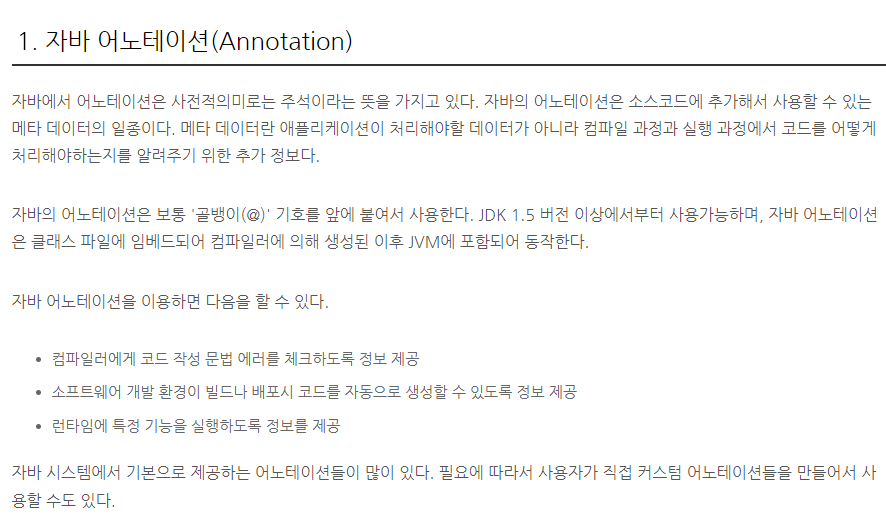 1. 자바 어노테이션(Annotation)
자바에서 어노테이션은 사전적의미로는 주석이라는 뜻을 가지고 있다. 자바의 어노테이션은 소스코드에 추가해서 사용할 수 있는
메타 데이터의 일종이다. 메타 데이터란 애플리케이션이 처리해야할 데이터가 아니라 컴파일 과정과 실행 과정에서 코드를 어떻게
처리해야하는지를 알려주기 위한 추가 정보다.
자바의 어노테이션은 보통 '골뱅이(@)' 기호를 앞에 붙여서 사용한다. JDK 1.5 버전 이상에서부터 사용가능하며, 자바 어노테이션
은 클래스 파일에 임베드되어 컴파일러에 의해 생성된 이후 JVM에 포함되어 동작한다.
자바 어노테이션을 이용하면 다음을 할 수 있다.
• 컴파일러에게 코드 작성 문법 에러를 체크하도록 정보 제공
• 소프트웨어 개발 환경이 빌드나 배포시 코드를 자동으로 생성할 수 있도록 정보 제공
• 런타임에 특정 기능을 실행하도록 정보를 제공
자바 시스템에서 기본으로 제공하는 어노테이션들이 많이 있다. 필요에 따라서 사용자가 직접 커스텀 어노테이션들을 만들어서 사
용할 수도 있다.